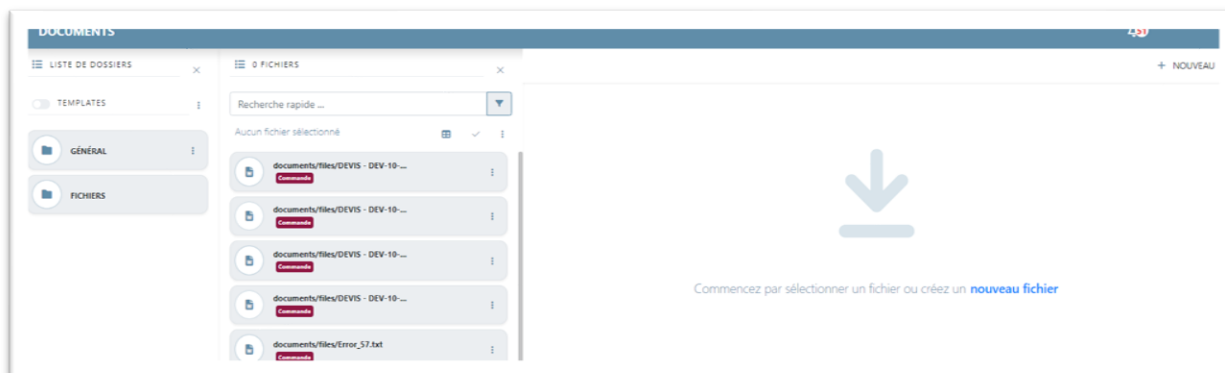 DOCUMENTS
51
LISTE DE DOSSIERS
TEMPLATES
GÉNÉRAL
FICHIERS
0 FICHIERS
Recherche rapide ...
Aucun fichier sélectionné
documents/files/DEVIS - DEV-10-...
Commande
documents/files/DEVIS - DEV-10-...
Commande
documents/files/DEVIS - DEV-10-...
Commande
documents/files/DEVIS - DEV-10-...
Commande
documents/files/Error_57.txt
Commande
+ NOUVEAU
Commencez par sélectionner un fichier ou créez un nouveau fichier